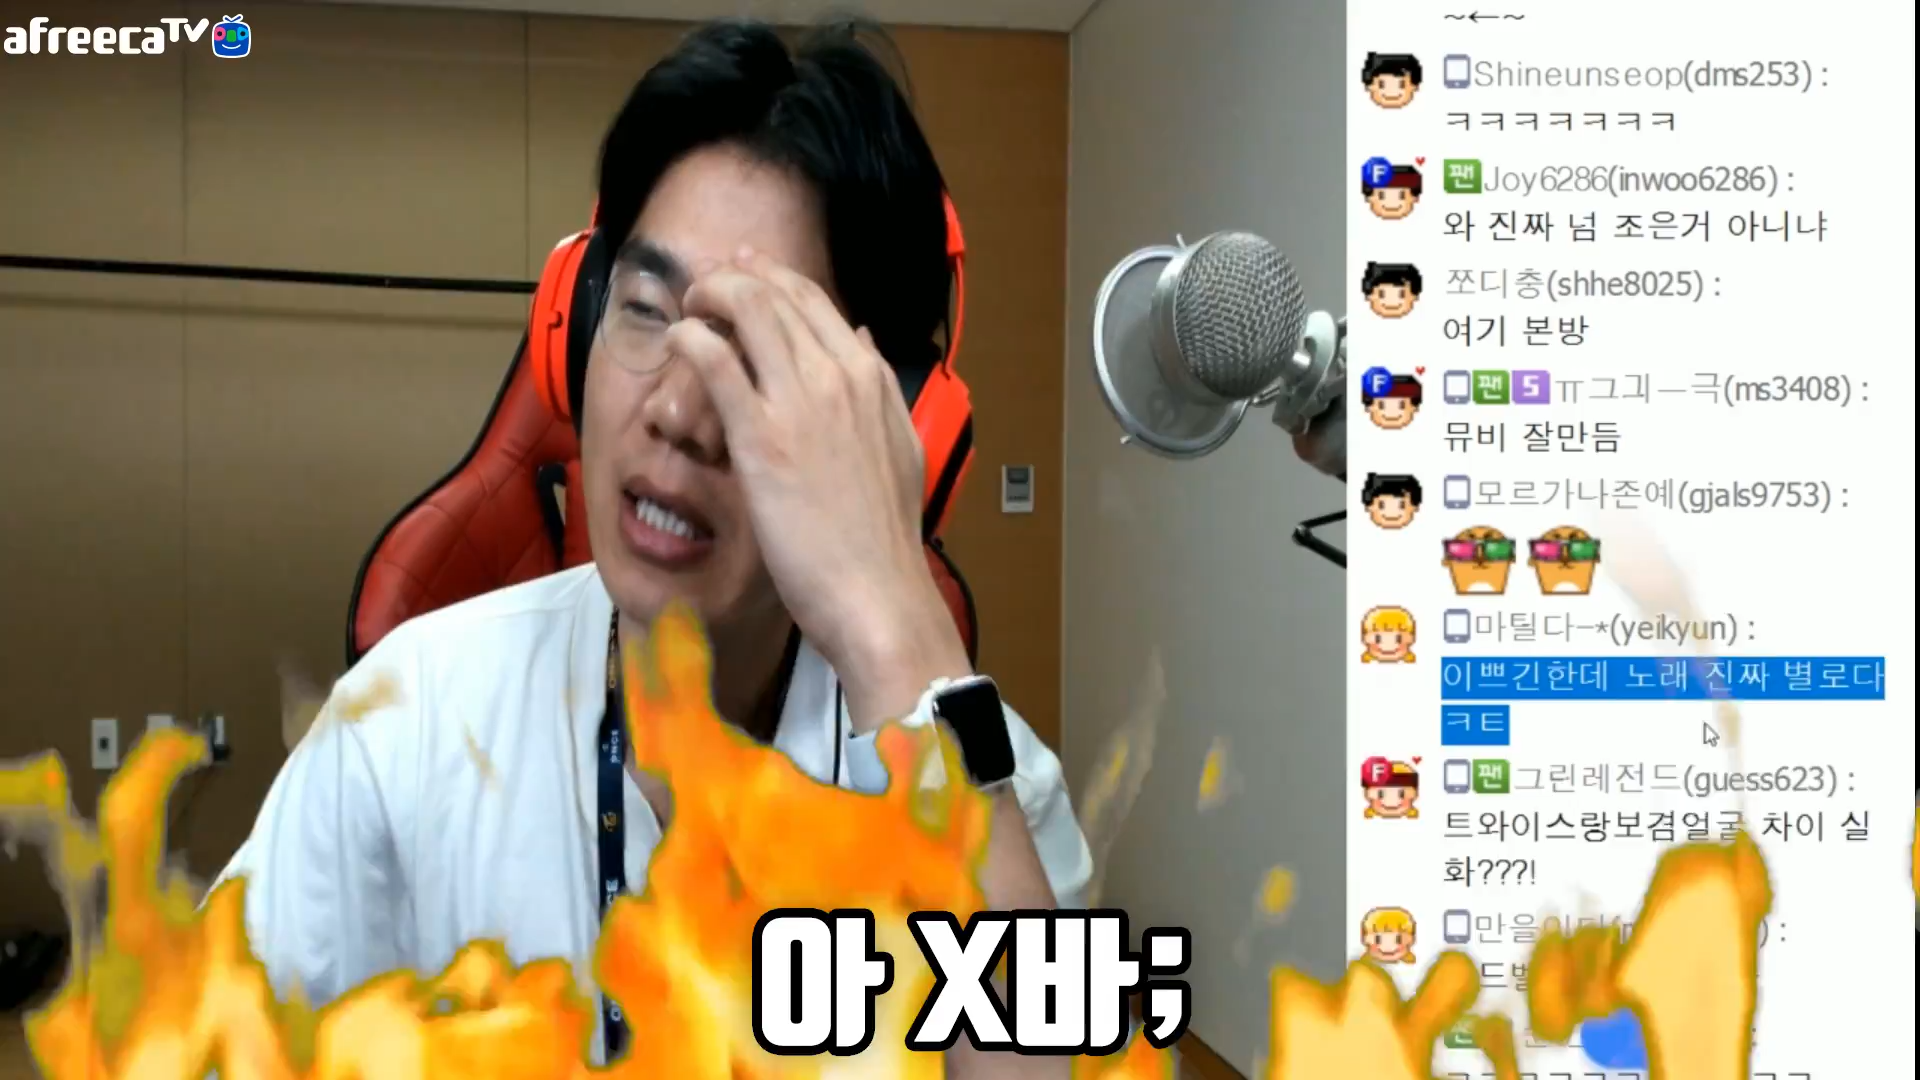 afreecaTV
~←~
Shineunseop(dms253) :
ㅋㅋㅋㅋㅋㅋㅋ
F 팬 Joy6286(inwoo6286) :
와 진짜 넘 조은거 아니냐
쪼디충(shhe8025) :
여기 본방
F 팬 S ㅠ그긔ㅡ극(ms3408) :
뮤비 잘만듬
모르가나존예(gjals9753) :
마틸다-*(yeikyun) :
이쁘긴한데 노래 진짜 별로다
ㅋㅌ
F 팬 그린레전드(guess623) :
트와이스랑보겸얼굴 차이 실
화???!
아 X바;